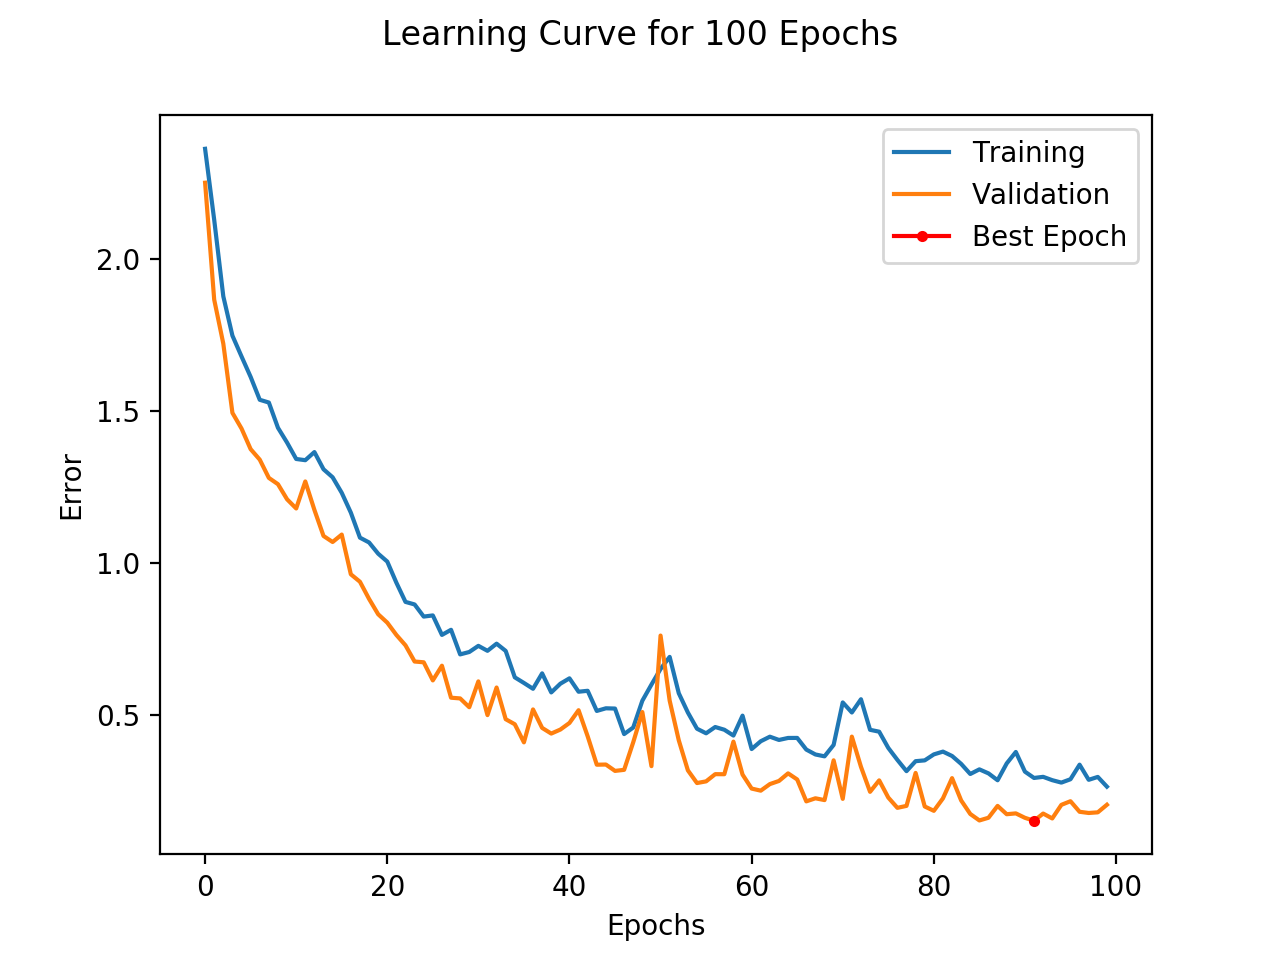 Learning Curve for 100 Epochs
Training
Validation
Best Epoch
2.0
1.5
1.0
0.5
Error
0 20 40 60 80 100
Epochs